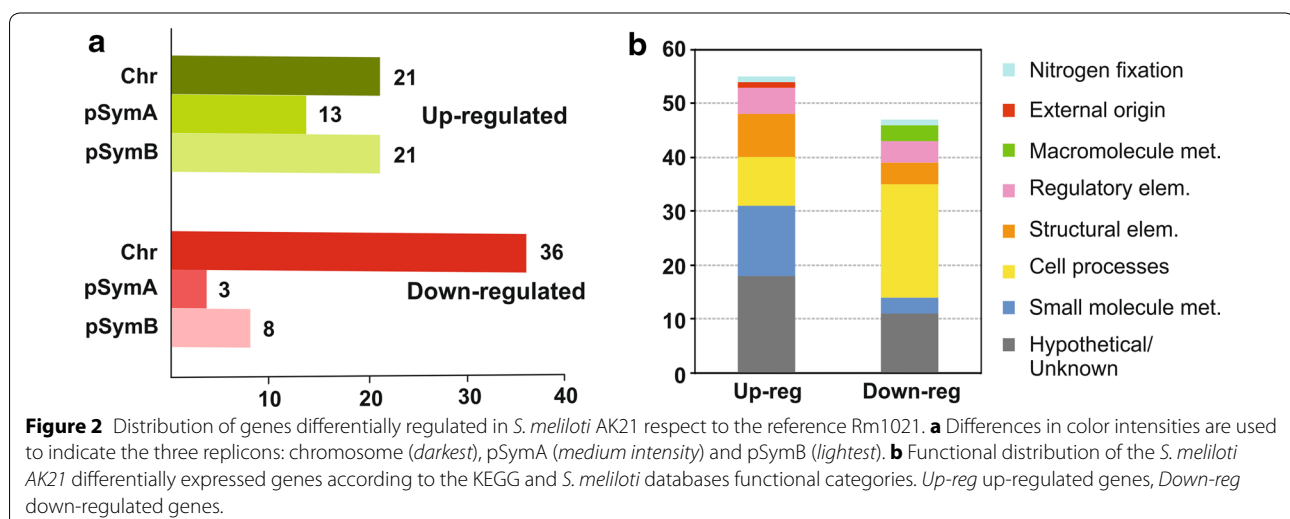 a
Chr
21
pSymA
13
Up-regulated
pSymB
21
Chr
36
pSymA
3
Down-regulated
pSymB
8
10
20
30
40
b
60
50
40
30
20
10
0
Up-reg
Down-reg
Nitrogen fixation
External origin
Macromolecule met.
Regulatory elem.
Structural elem.
Cell processes
Small molecule met.
Hypothetical/
Unknown
Figure 2 Distribution of genes differentially regulated in S. meliloti AK21 respect to the reference Rm1021. a Differences in color intensities are used
to indicate the three replicons: chromosome (darkest), pSymA (medium intensity) and pSymB (lightest). b Functional distribution of the S. meliloti
AK21 differentially expressed genes according to the KEGG and S. meliloti databases functional categories. Up-reg up-regulated genes, Down-reg
down-regulated genes.